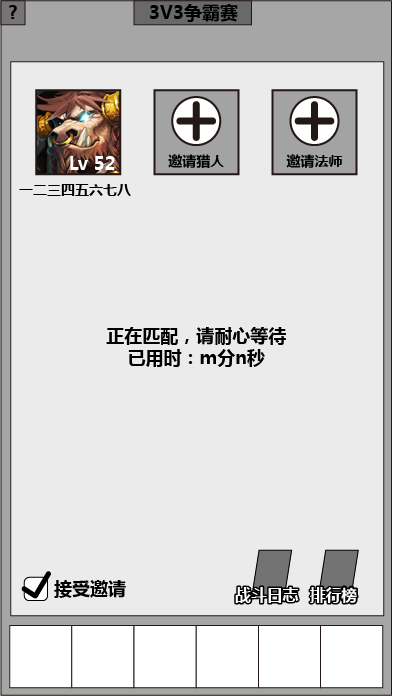 ?
3V3争霸赛
Lv 52
邀请猎人
邀请法师
一二三四五六七八
正在匹配，请耐心等待
已用时：m分n秒
接受邀请
战斗日志
排行榜